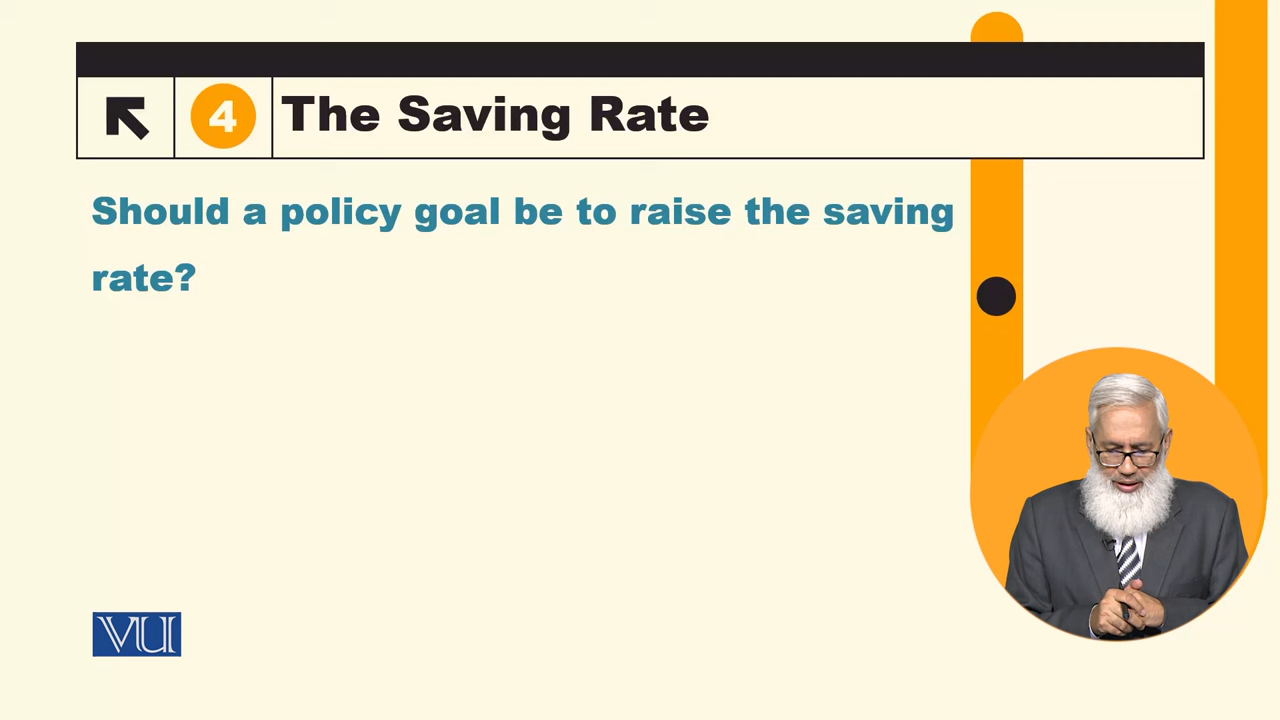 4 The Saving Rate
Should a policy goal be to raise the saving
rate?
VU